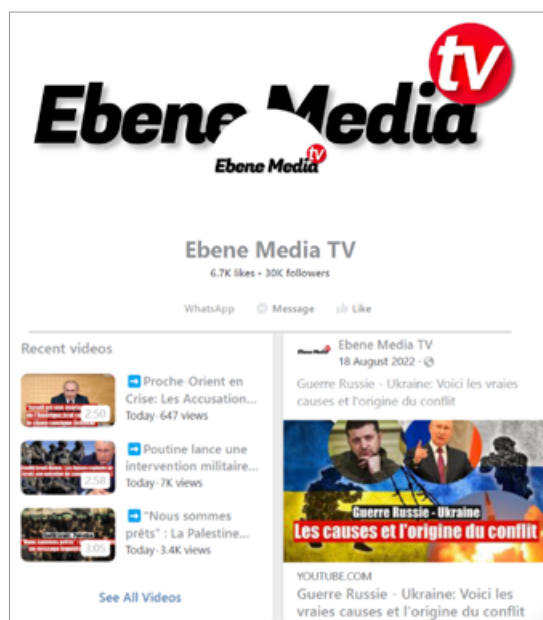 Ebene Media tv
Ebene Media tv
Ebene Media TV
6.7K likes • 30K followers
WhatsApp Message Like
Recent videos
Proche-Orient en
Crise: Les Accusation...
Today · 647 views
2:50
Poutine lance une
intervention militaire...
Today · 7K views
2:58
"Nous sommes
prêts" : La Palestine...
Today · 3.4K views
3:05
See All Videos
Ebene Media TV
18 August 2022 ·
Guerre Russie - Ukraine: Voici les vraies
causes et l'origine du conflit
Guerre Russie - Ukraine
Les causes et l'origine du conflit
YOUTUBE.COM
Guerre Russie - Ukraine: Voici les
vraies causes et l'origine du conflit